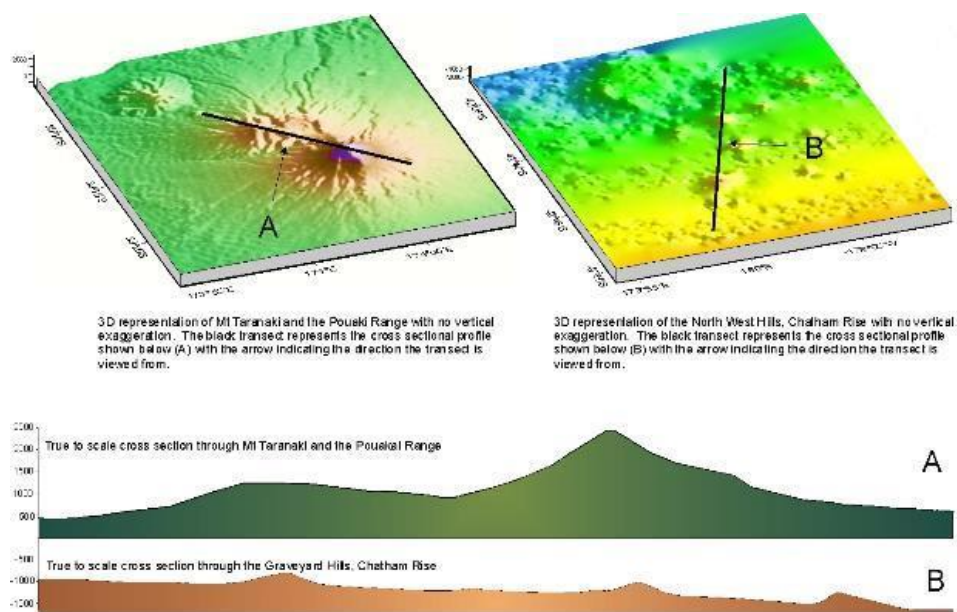 A
B
3D representation of Mt Taranaki and the Pouaki Range with no vertical
exaggeration. The black transect represents the cross sectional profile
shown below (A) with the arrow indicating the direction the transect is
viewed from.
3D representation of the North West Hills, Chatham Rise with no vertical
exaggeration. The black transect represents the cross sectional profile
shown below (B) with the arrow indicating the direction the transect is
viewed from.
2500
2000
1500
1000
500
True to scale cross section through Mt Taranaki and the Pouakai Range
A
-500
-1000
True to scale cross section through the Graveyard Hills, Chatham Rise
B